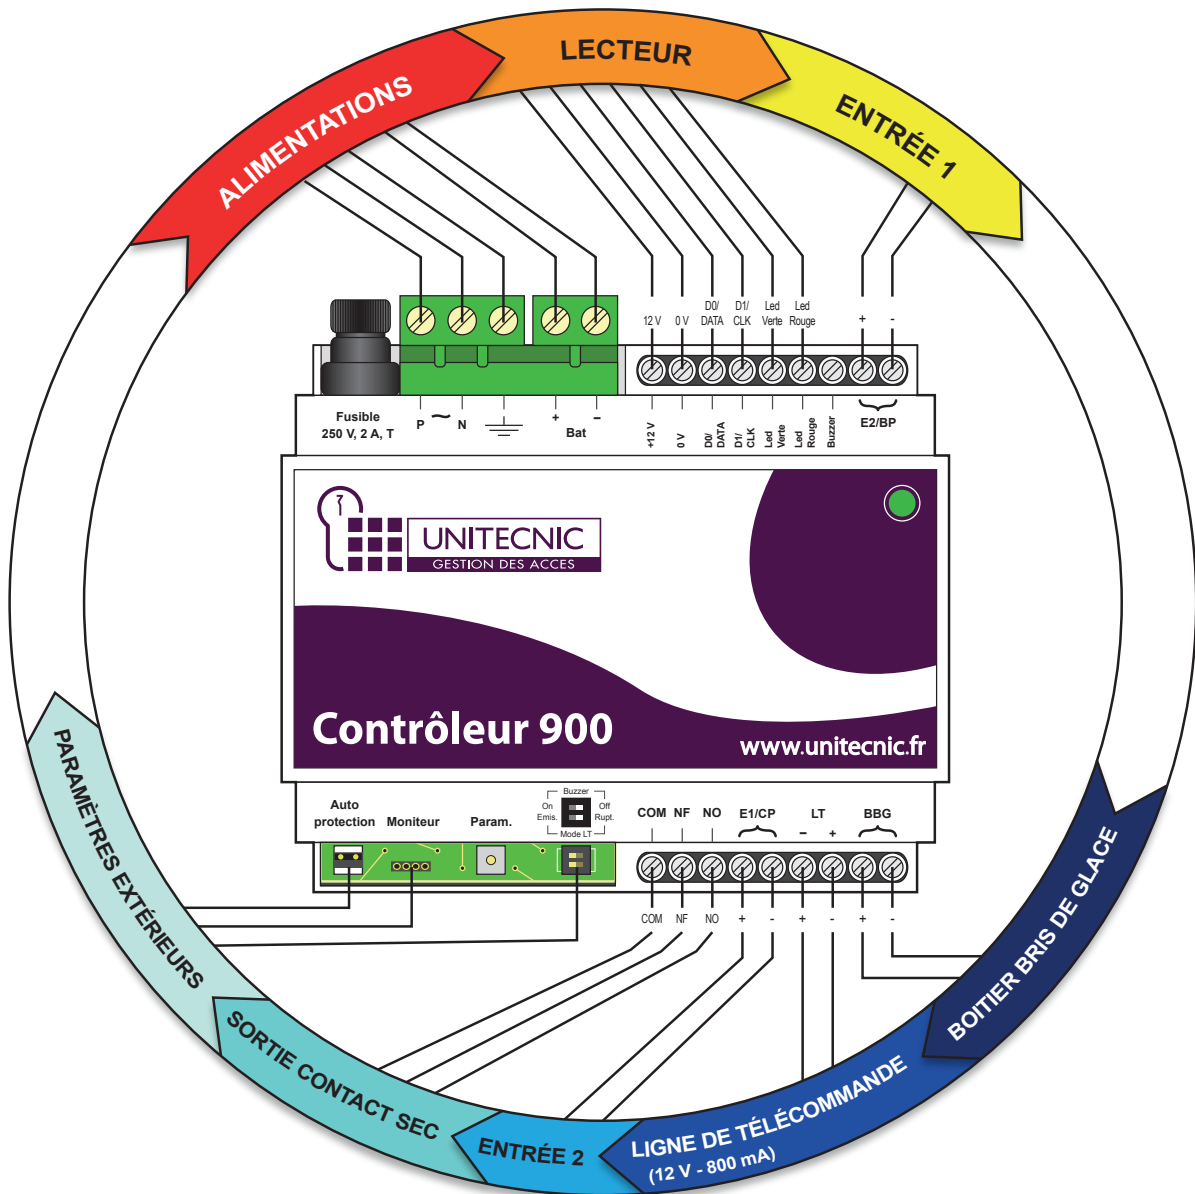 ALIMENTATIONS
LECTEUR
ENTRÉE 1
12 V
0 V
D0/
DATA
D1/
CLK
Led
Verte
Led
Rouge
+
-
Fusible
250 V, 2 A, T
P
~
N
+
−
Bat
+12 V
0 V
D0/
DATA
D1/
CLK
Led
Verte
Led
Rouge
Buzzer
E2/BP
UNITECNIC
GESTION DES ACCES
Contrôleur 900
www.unitecnic.fr
Auto
protection
Moniteur
Param.
Buzzer
On
Off
Emis.
Rupt.
Mode LT
COM
NF
NO
E1/CP
LT
− +
BBG
COM
NF
NO
+
-
+
-
+
-
PARAMÈTRES EXTÉRIEURS
SORTIE CONTACT SEC
ENTRÉE 2
LIGNE DE TÉLÉCOMMANDE
(12 V - 800 mA)
BOITIER BRIS DE GLACE